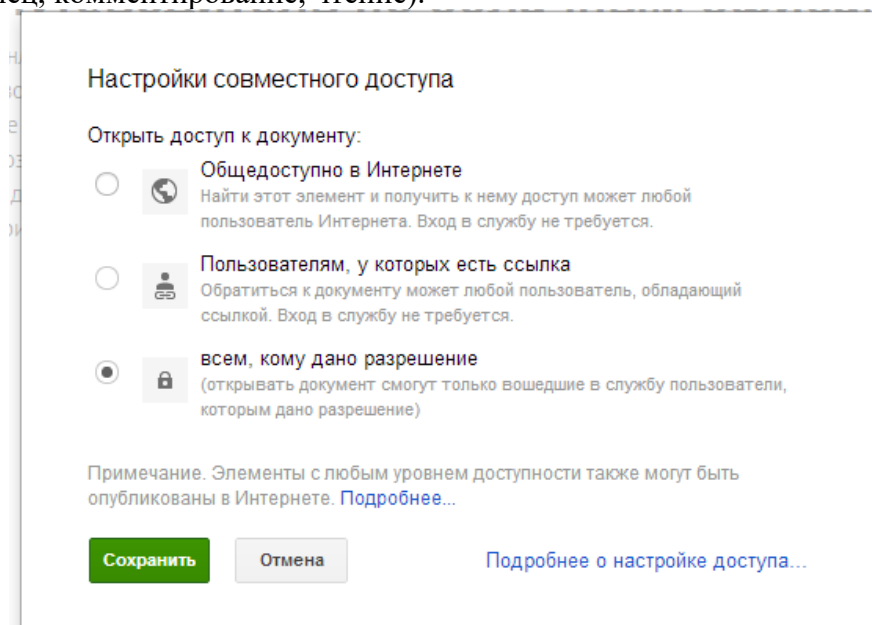 комментирование, чтение).
Настройки совместного доступа
Открыть доступ к документу:
Общедоступно в Интернете
Найти этот элемент и получить к нему доступ может любой
пользователь Интернета. Вход в службу не требуется.
Пользователям, у которых есть ссылка
Обратиться к документу может любой пользователь, обладающий
ссылкой. Вход в службу не требуется.
всем, кому дано разрешение
(открывать документ смогут только вошедшие в службу пользователи,
которым дано разрешение)
Примечание. Элементы с любым уровнем доступности также могут быть
опубликованы в Интернете. Подробнее...
Сохранить Отмена Подробнее о настройке доступа...